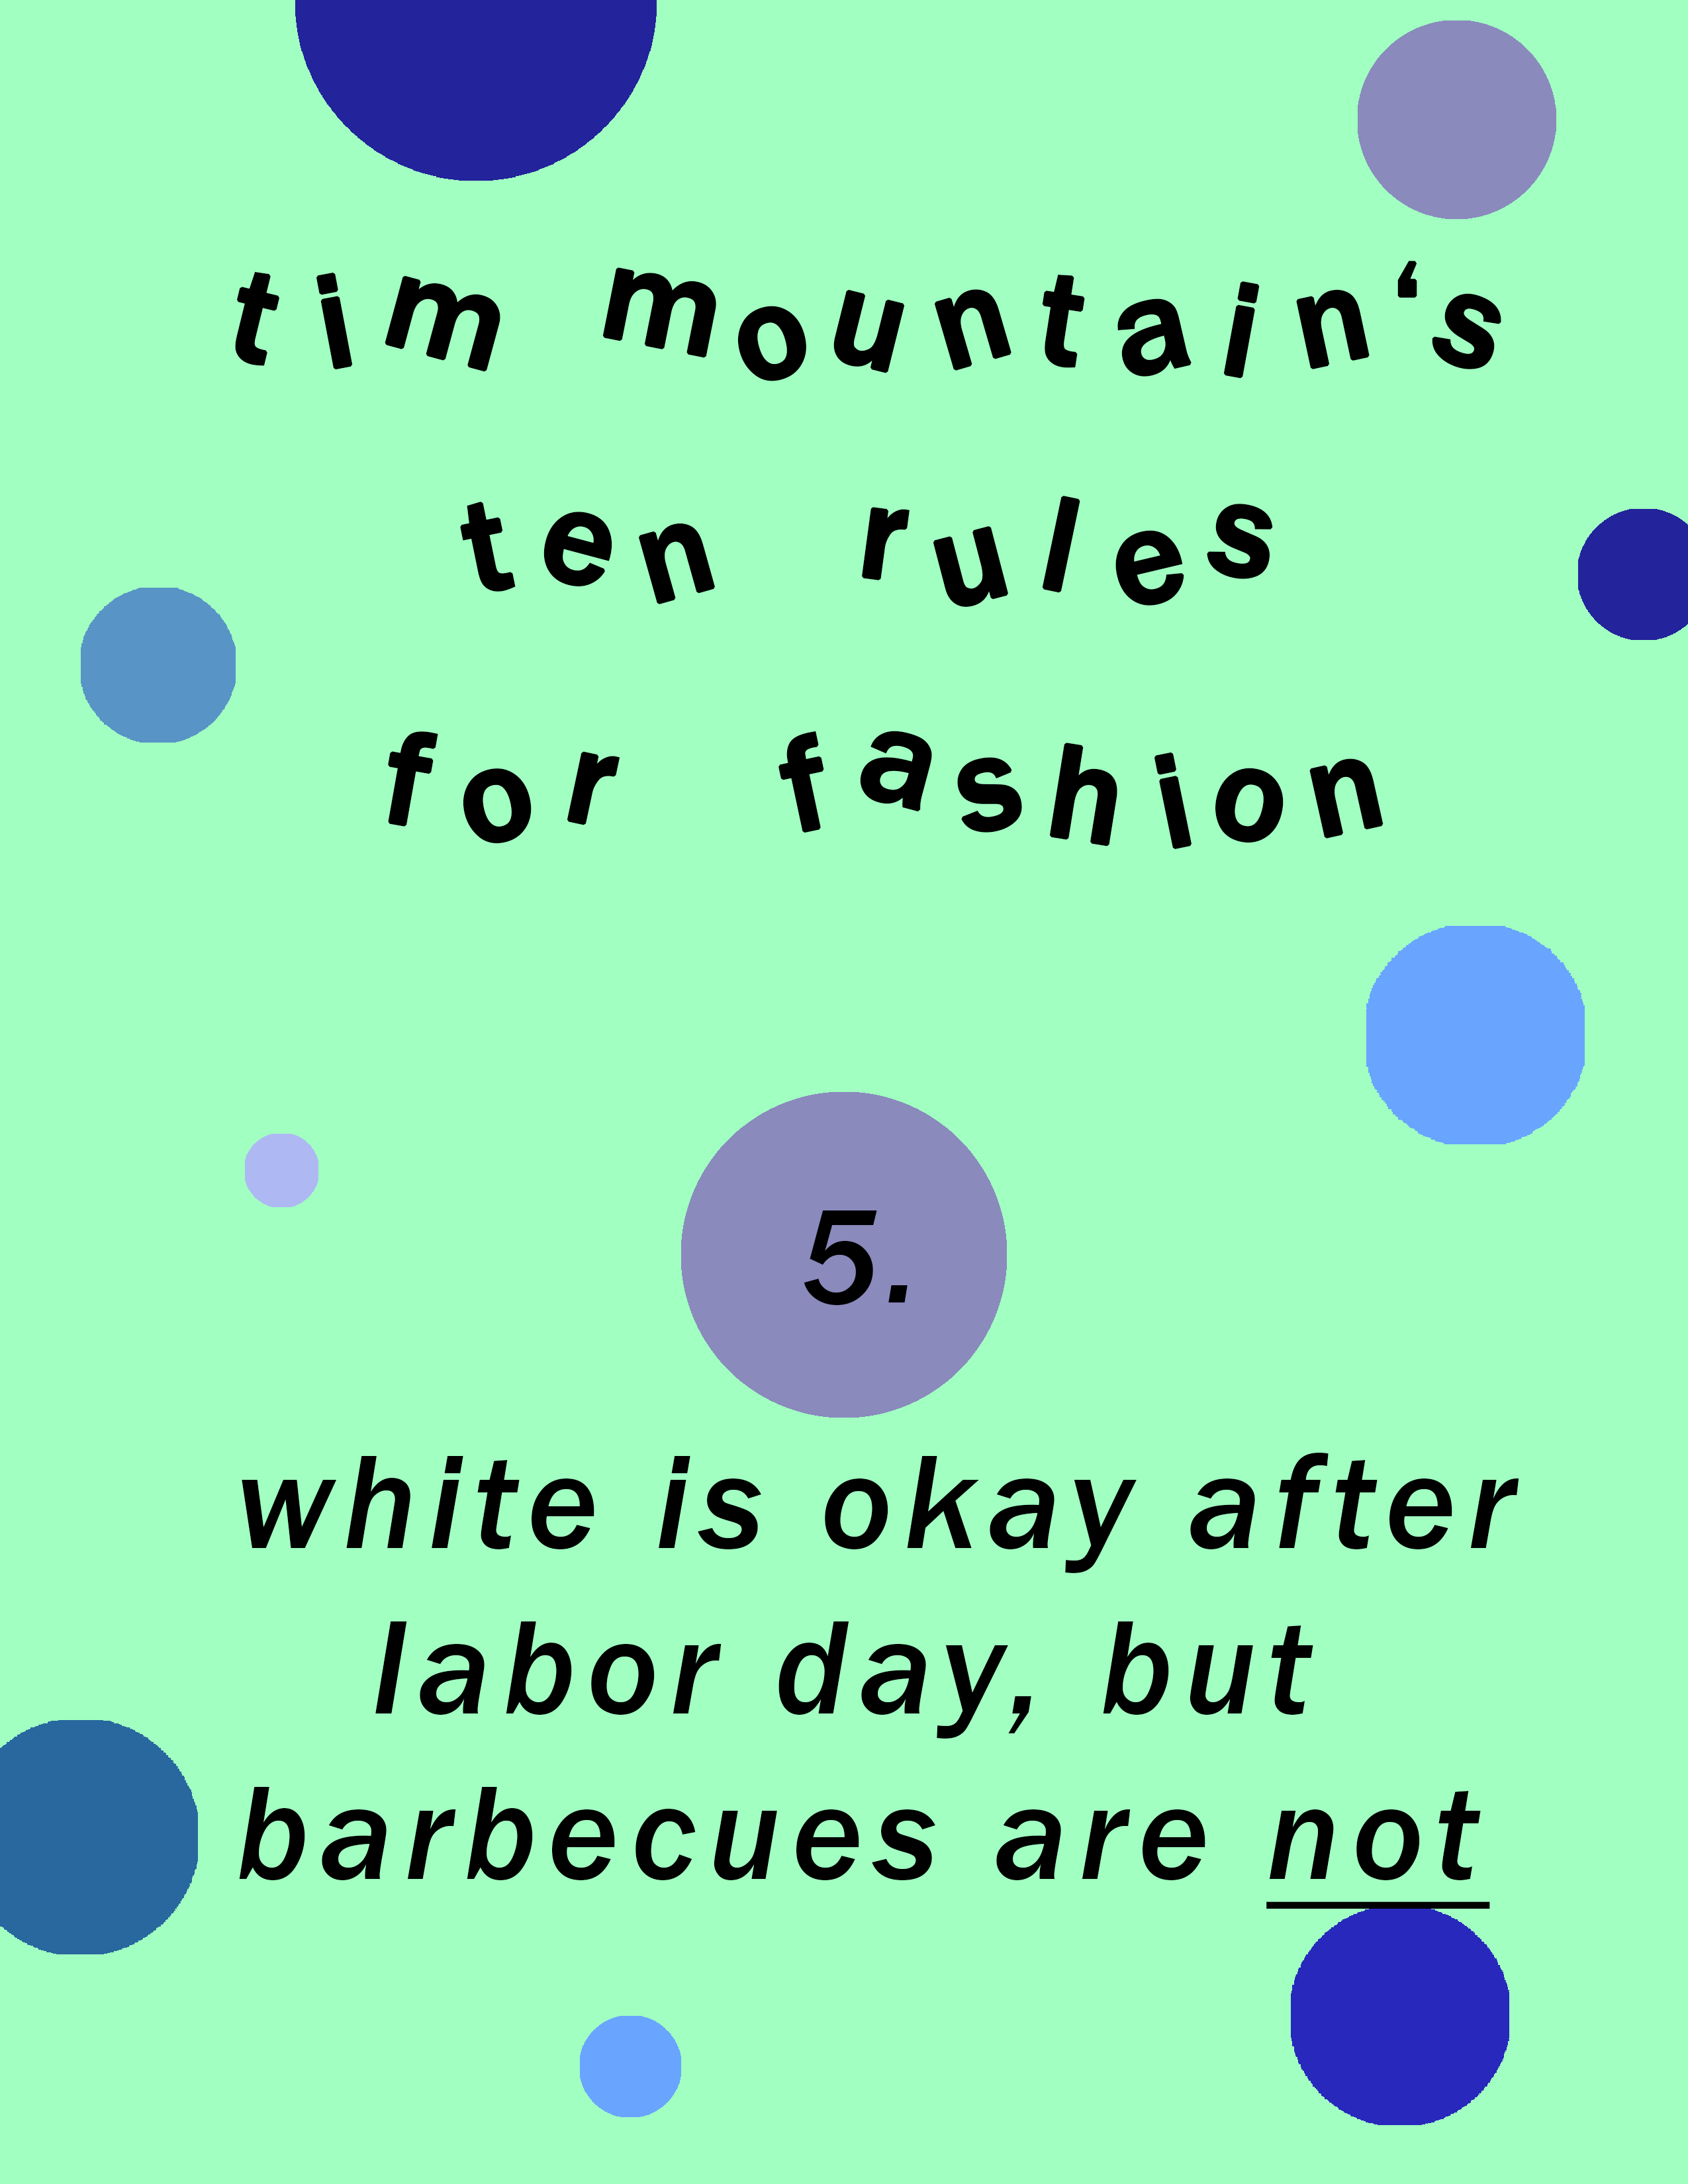 tim mountain‘s
ten rules
for fashion
5.
white is okay after
labor day, but
barbecues are not